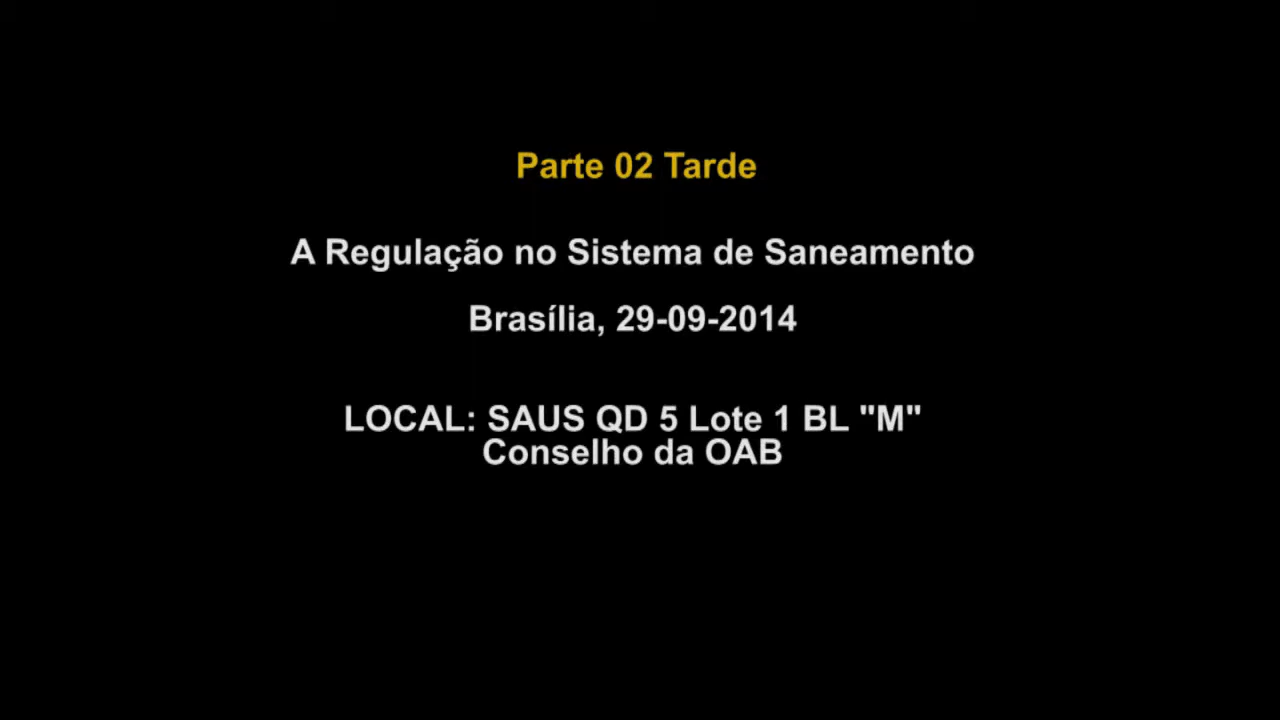 Parte 02 Tarde
A Regulação no Sistema de Saneamento
Brasília, 29-09-2014
LOCAL: SAUS QD 5 Lote 1 BL "M"
Conselho da OAB